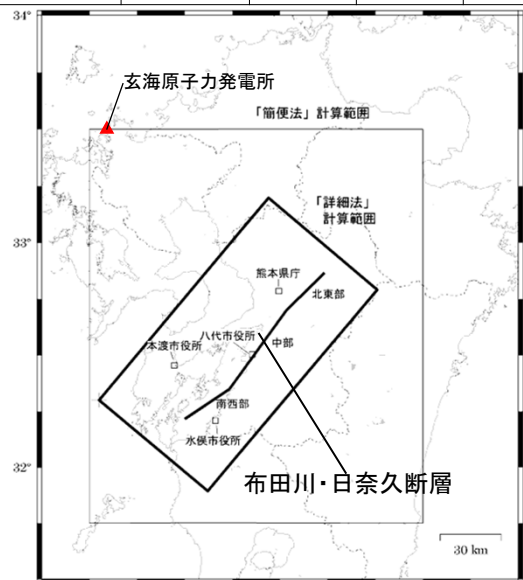 34°
玄海原子力発電所
「簡便法」計算範囲
「詳細法」
計算範囲
33°
熊本県庁
北東部
八代市役所
中部
本渡市役所
南西部
水俣市役所
32°
布田川・日奈久断層
30 km